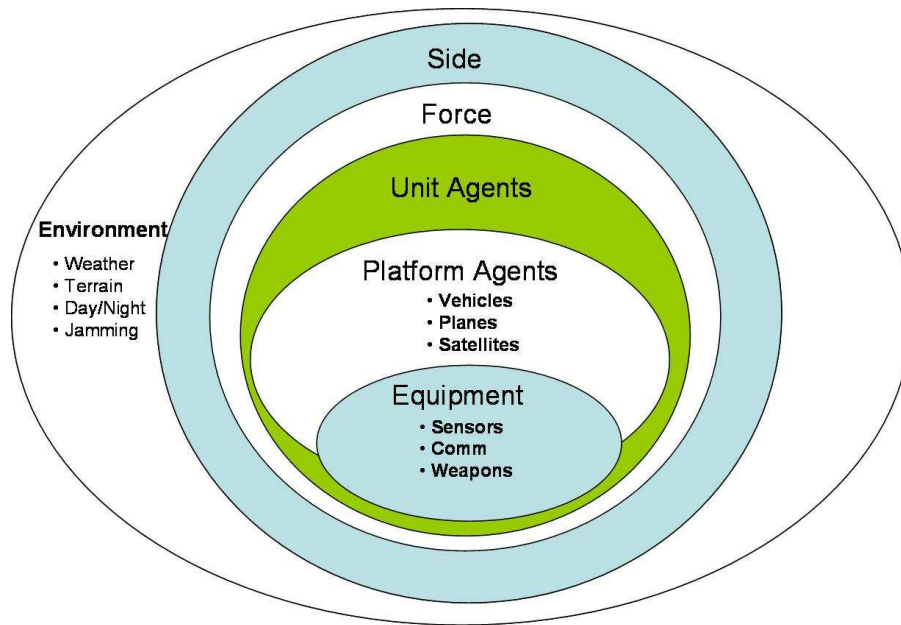 Side
Force
Unit Agents
Environment
• Weather
• Terrain
• Day/Night
• Jamming
Platform Agents
• Vehicles
• Planes
• Satellites
Equipment
• Sensors
• Comm
• Weapons